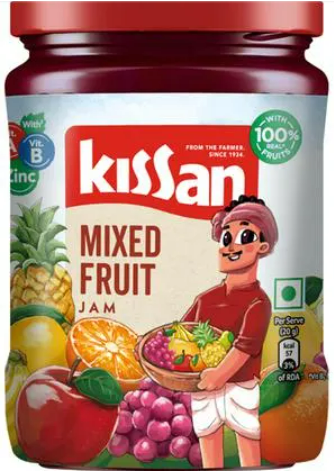 With
Vit.
B
Zinc
FROM THE FARMER.
SINCE 1934.
WITH
100%
REAL*
FRUITS
KISSAN
MIXED
FRUIT
JAM
Per Serve
(20 g)
kcal
57
3%
of RDA